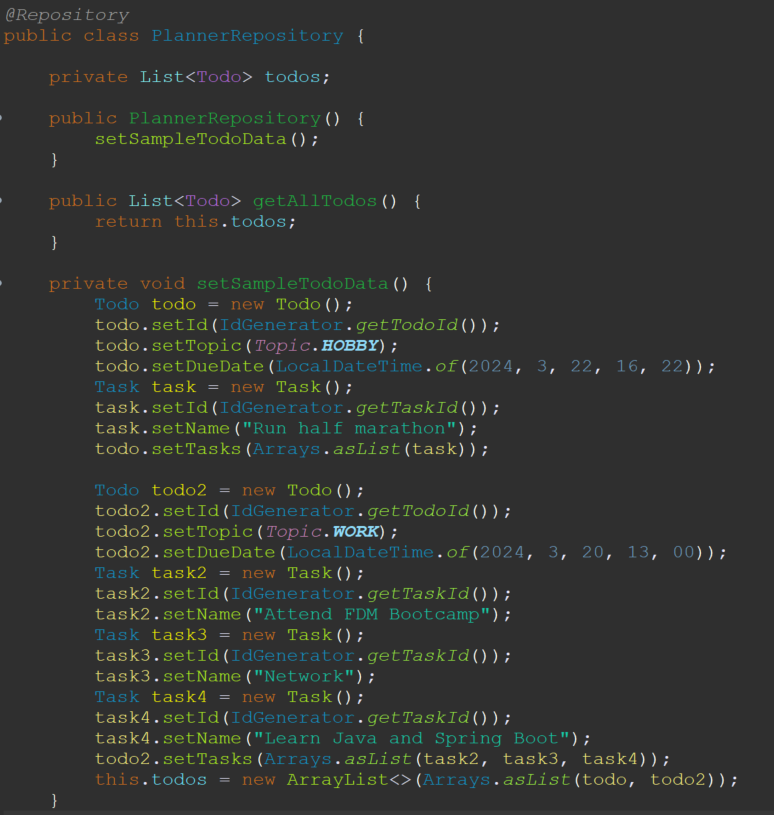 @Repository
public class PlannerRepository {
private List<Todo> todos;
public PlannerRepository() {
setSampleTodoData();
}
public List<Todo> getAllTodos() {
return this.todos;
}
private void setSampleTodoData() {
Todo todo = new Todo();
todo.setId(IdGenerator.getTodoId());
todo.setTopic(Topic.HOBBY);
todo.setDueDate(LocalDateTime.of(2024, 3, 22, 16, 22));
Task task = new Task();
task.setId(IdGenerator.getTaskId());
task.setName("Run half marathon");
todo.setTasks(Arrays.asList(task));
Todo todo2 = new Todo();
todo2.setId(IdGenerator.getTodoId());
todo2.setTopic(Topic.WORK);
todo2.setDueDate(LocalDateTime.of(2024, 3, 20, 13, 00));
Task task2 = new Task();
task2.setId(IdGenerator.getTaskId());
task2.setName("Attend FDM Bootcamp");
Task task3 = new Task();
task3.setId(IdGenerator.getTaskId());
task3.setName("Network");
Task task4 = new Task();
task4.setId(IdGenerator.getTaskId());
task4.setName("Learn Java and Spring Boot");
todo2.setTasks(Arrays.asList(task2, task3, task4));
this.todos = new ArrayList<>(Arrays.asList(todo, todo2));
}